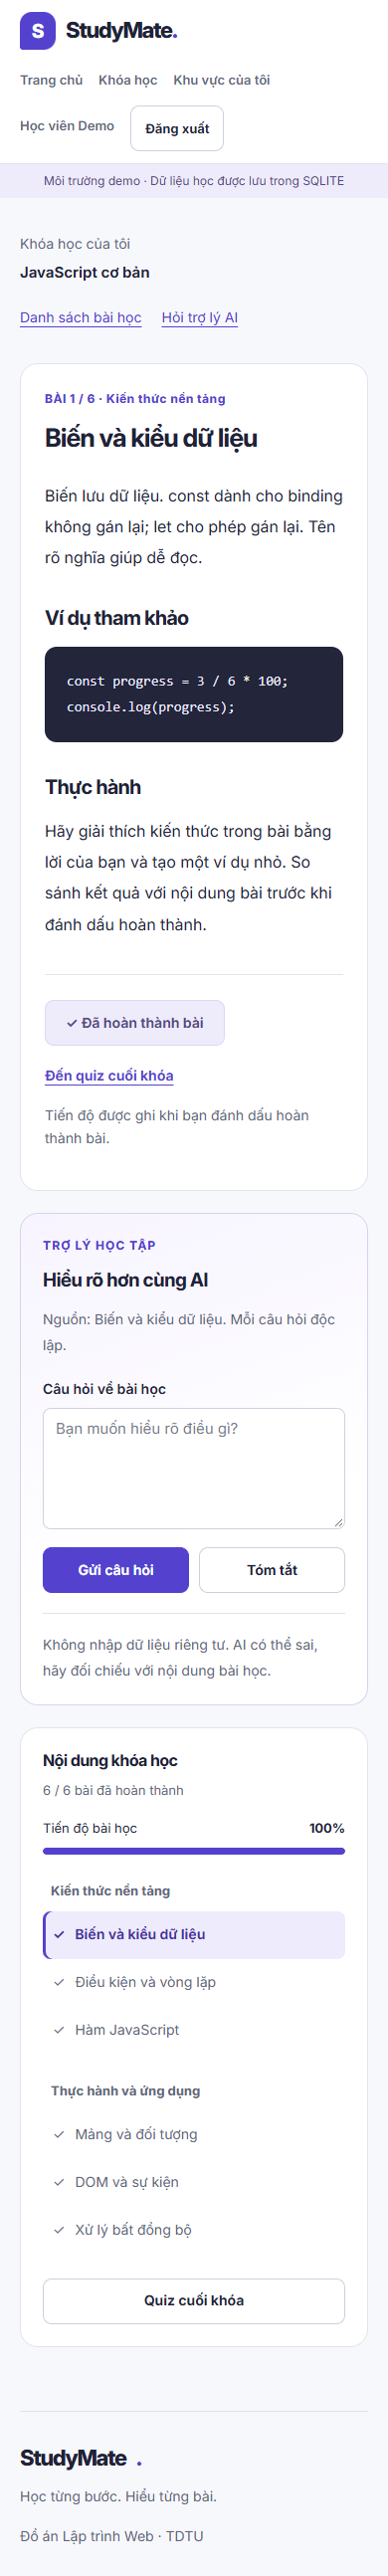 S StudyMate.
Trang chủ Khóa học Khu vực của tôi
Học viên Demo Đăng xuất
Môi trường demo · Dữ liệu học được lưu trong SQLITE
Khóa học của tôi
JavaScript cơ bản
Danh sách bài học Hỏi trợ lý AI
BÀI 1 / 6 · Kiến thức nền tảng
Biến và kiểu dữ liệu
Biến lưu dữ liệu. const dành cho binding
không gán lại; let cho phép gán lại. Tên
rõ nghĩa giúp dễ đọc.
Ví dụ tham khảo
const progress = 3 / 6 * 100;
console.log(progress);
Thực hành
Hãy giải thích kiến thức trong bài bằng
lời của bạn và tạo một ví dụ nhỏ. So
sánh kết quả với nội dung bài trước khi
đánh dấu hoàn thành.
✓ Đã hoàn thành bài
Đến quiz cuối khóa
Tiến độ được ghi khi bạn đánh dấu hoàn
thành bài.
TRỢ LÝ HỌC TẬP
Hiểu rõ hơn cùng AI
Nguồn: Biến và kiểu dữ liệu. Mỗi câu hỏi độc
lập.
Câu hỏi về bài học
Bạn muốn hiểu rõ điều gì?
Gửi câu hỏi Tóm tắt
Không nhập dữ liệu riêng tư. AI có thể sai,
hãy đối chiếu với nội dung bài học.
Nội dung khóa học
6 / 6 bài đã hoàn thành
Tiến độ bài học 100%
Kiến thức nền tảng
✓ Biến và kiểu dữ liệu
✓ Điều kiện và vòng lặp
✓ Hàm JavaScript
Thực hành và ứng dụng
✓ Mảng và đối tượng
✓ DOM và sự kiện
✓ Xử lý bất đồng bộ
Quiz cuối khóa
StudyMate .
Học từng bước. Hiểu từng bài.
Đồ án Lập trình Web · TDTU